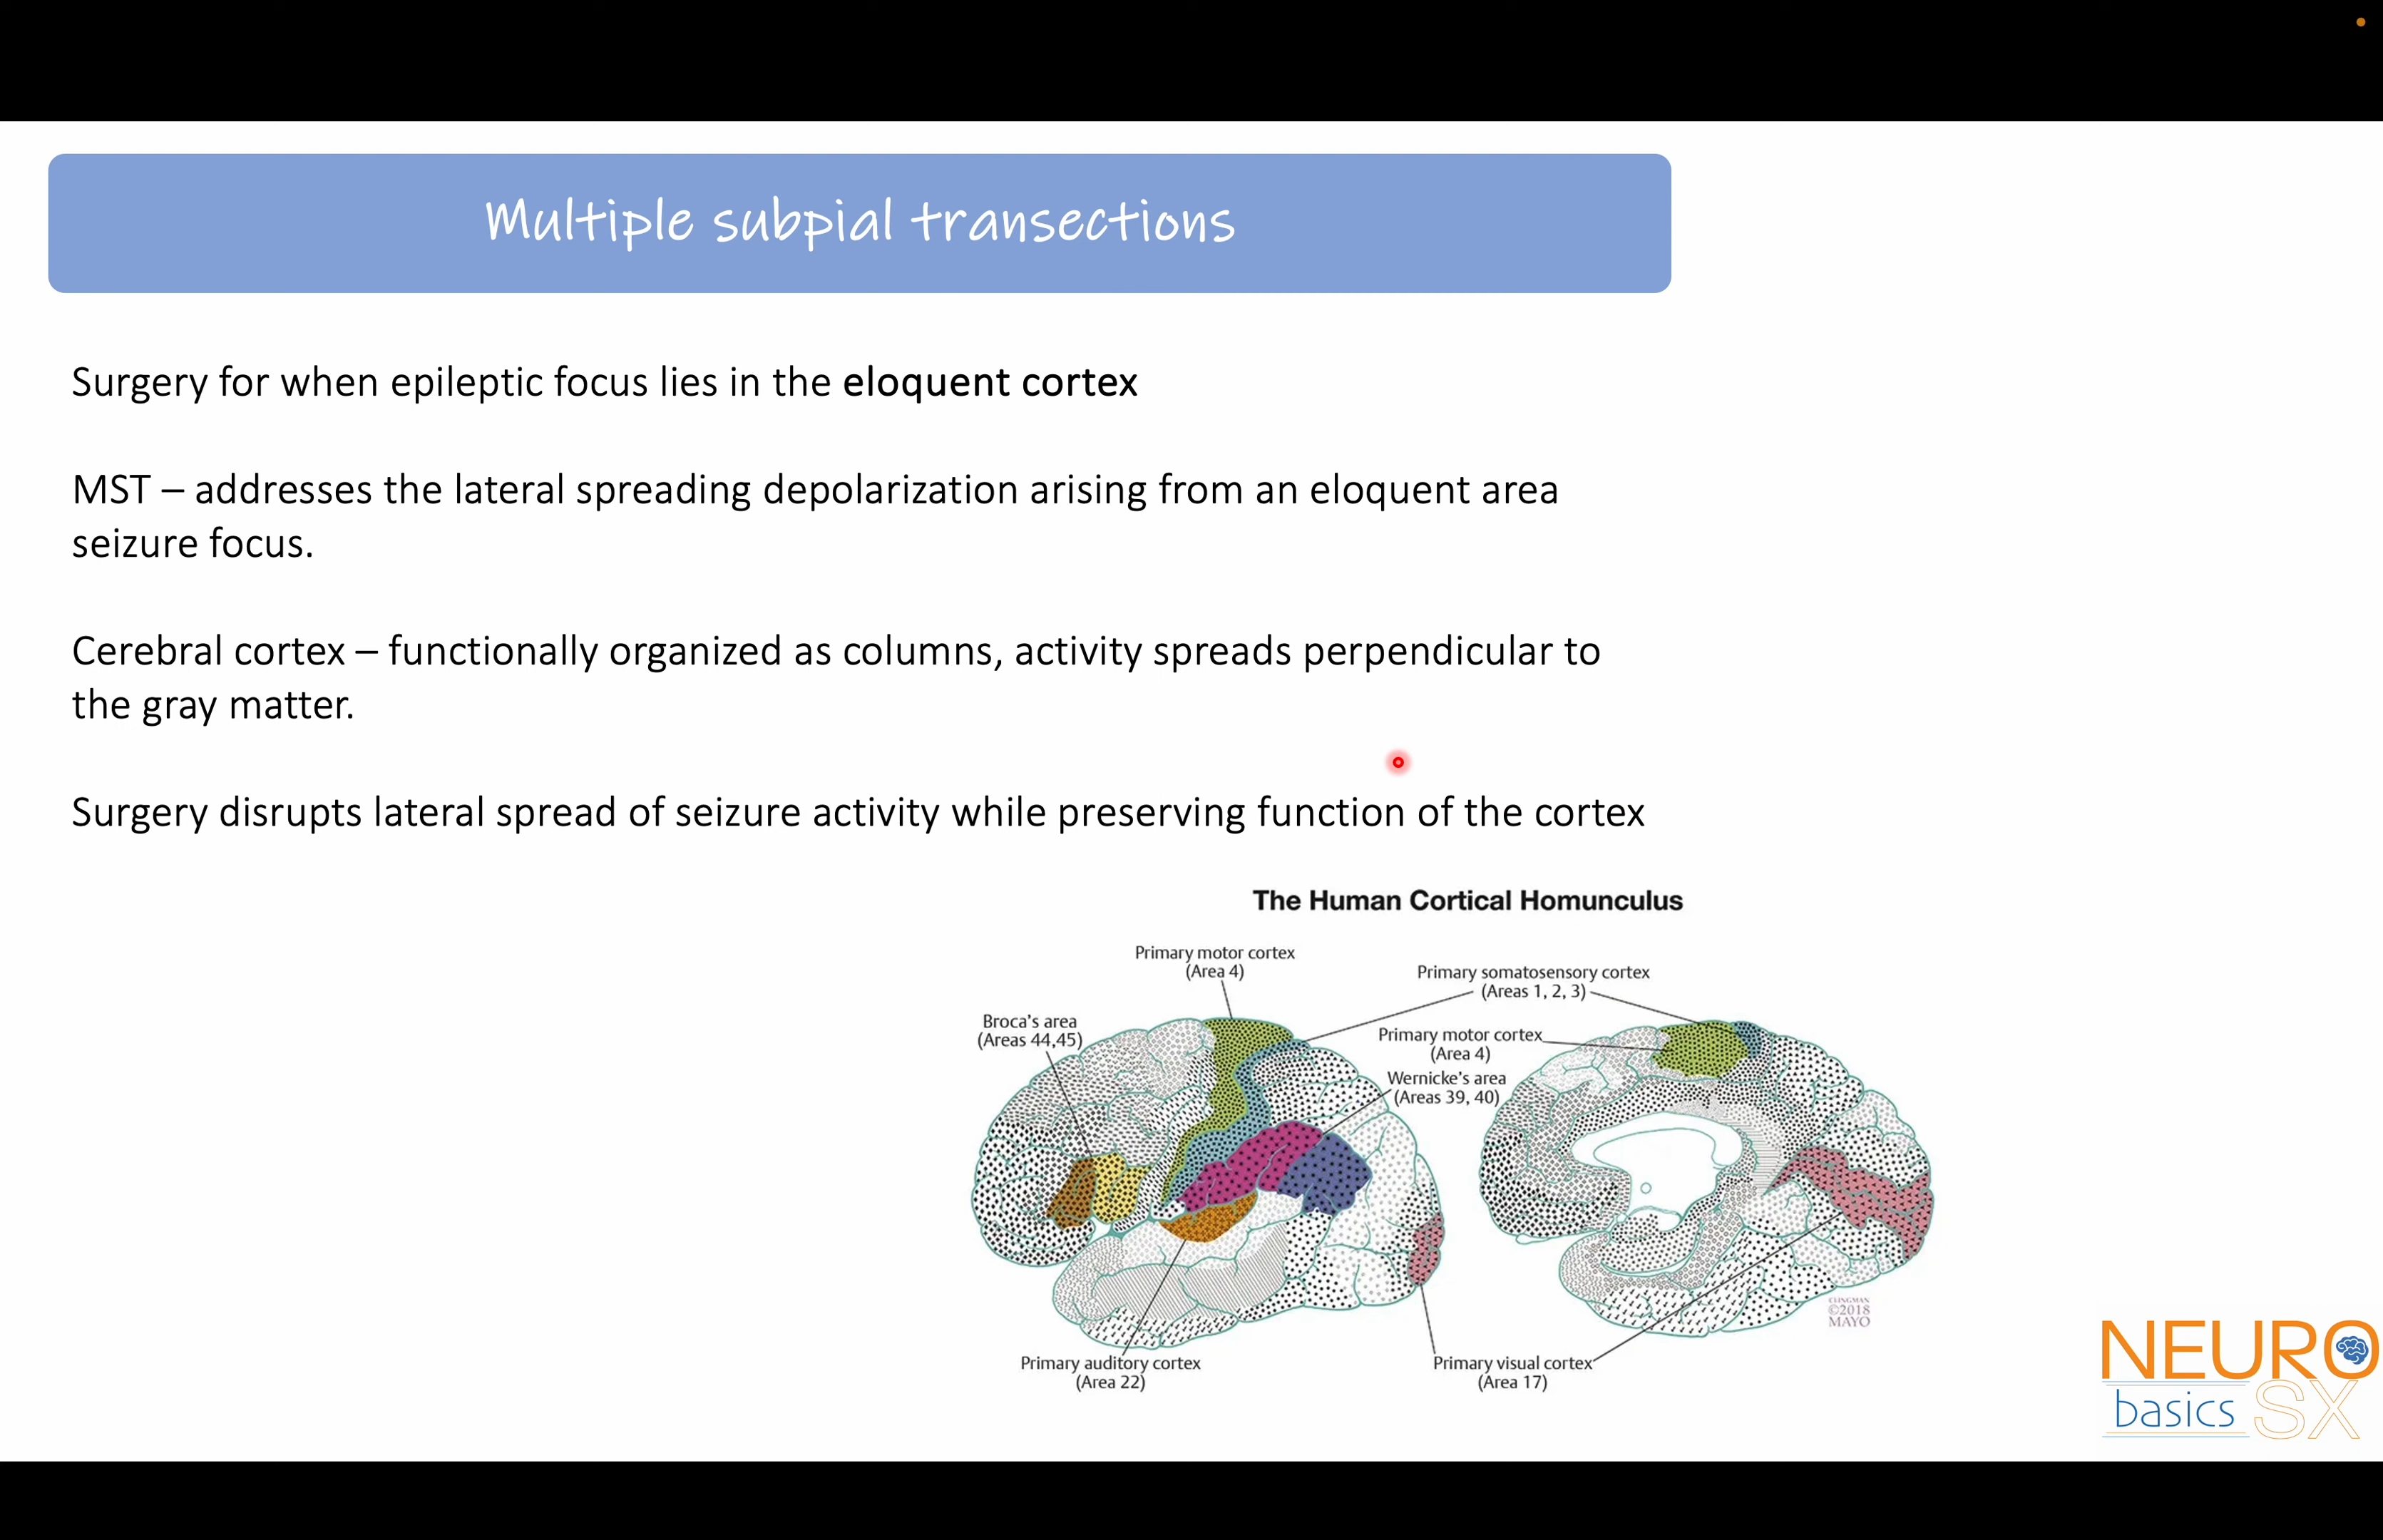 Multiple subpial transections
Surgery for when epileptic focus lies in the eloquent cortex
MST – addresses the lateral spreading depolarization arising from an eloquent area
seizure focus.
Cerebral cortex – functionally organized as columns, activity spreads perpendicular to
the gray matter.
Surgery disrupts lateral spread of seizure activity while preserving function of the cortex
The Human Cortical Homunculus
Primary motor cortex
(Area 4)
Primary somatosensory cortex
(Areas 1, 2, 3)
Broca's area
(Areas 44,45)
Primary motor cortex
(Area 4)
Wernicke's area
(Areas 39, 40)
Primary auditory cortex
(Area 22)
Primary visual cortex
(Area 17)
CLINGMAN
©2018
MAYO
NEURO
basics SX